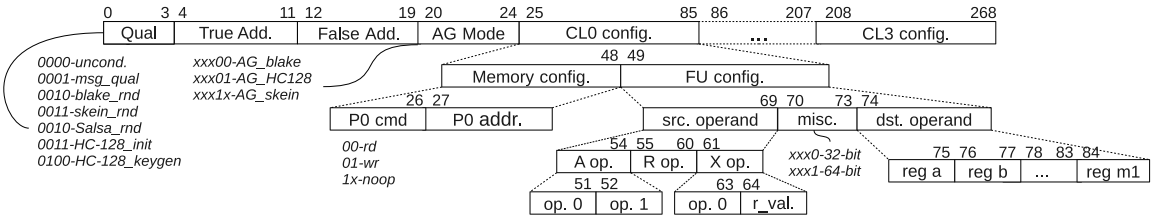 0 3 4 11 12 19 20 24 25 85 86 207 208 268
Qual True Add. False Add. AG Mode CL0 config. ... CL3 config.
0000-uncond.
0001-msg_qual
0010-blake_rnd
0011-skein_rnd
0010-Salsa_rnd
0011-HC-128_init
0100-HC-128_keygen
xxx00-AG_blake
xxx01-AG_HC128
xxx1x-AG_skein
48 49
Memory config. FU config.
26 27
P0 cmd P0 addr.
00-rd
01-wr
1x-noop
69 70 73 74
src. operand misc. dst. operand
xxx0-32-bit
xxx1-64-bit
54 55 60 61
A op. R op. X op.
75 76 77 78 83 84
reg a reg b ... reg m1
51 52 63 64
op. 0 op. 1 op. 0 r_val.